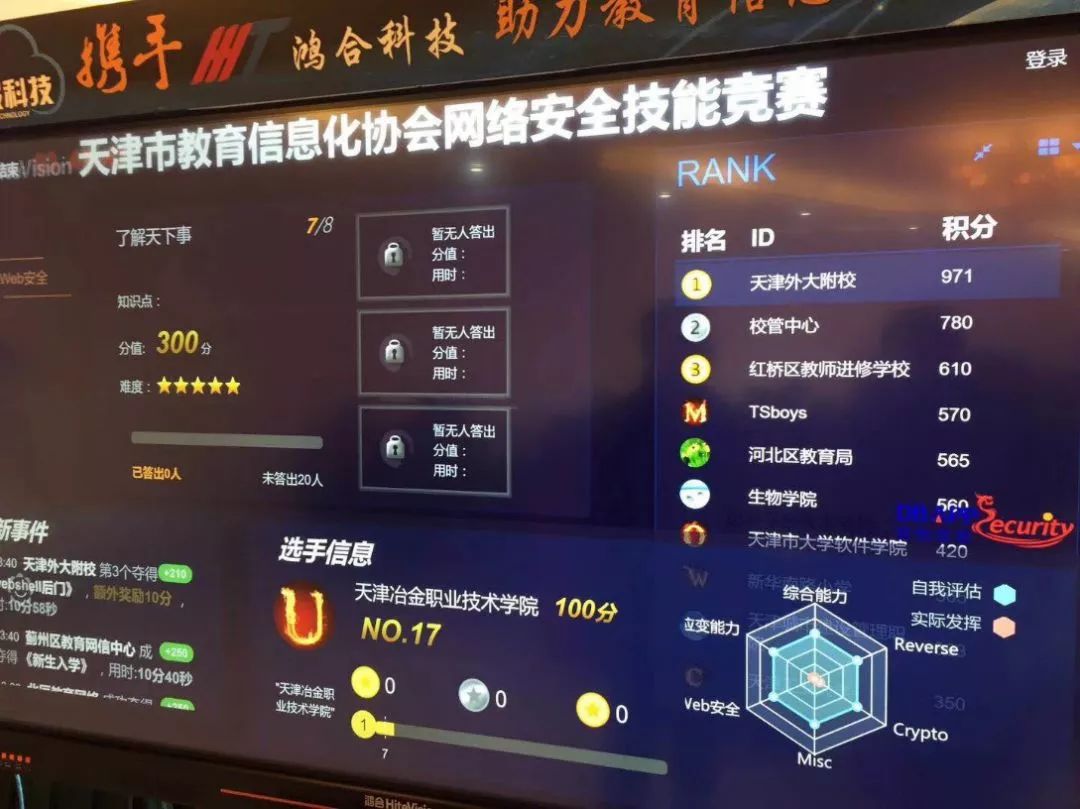 携手 HIT 鸿合科技 助力教育信息
科技
登录
天津市教育信息化协会网络安全技能竞赛
结束
Vision
RANK
了解天下事
7/8
Web安全
知识点：
分值: 300分
难度：
已答出0人
未答出20人
暂无人答出
分值：
用时：
暂无人答出
分值：
用时：
暂无人答出
分值：
用时：
排名 ID 积分
1 天津外大附校 971
2 校管中心 780
3 红桥区教师进修学校 610
TSboys 570
河北区教育局 565
生物学院 560
天津市大学软件学院 420
350
Security
新事件
3:40 天津外大附校 第3个夺得 +210
webshell后门》，额外奖励10分，
时:10分58秒
3:40 蓟州区教育网信中心 成 +250
夺得《新生入学》，用时:10分40秒
+250
选手信息
天津冶金职业技术学院 100分
NO.17
"天津冶金职
业技术学院"
0
0
0
1
7
自我评估
实际发挥
综合能力
应变能力
Reverse
Web安全
Crypto
Misc
鸿合HiteVision